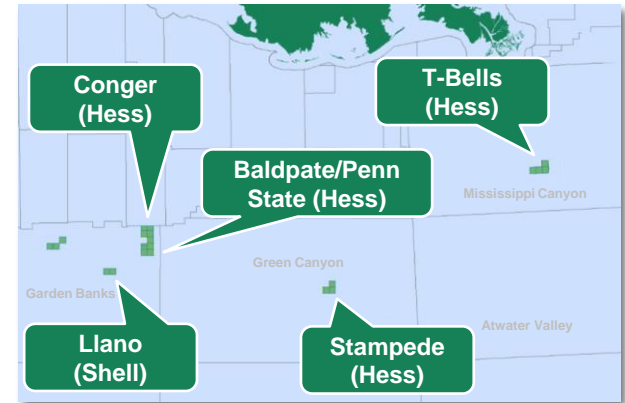 Conger
(Hess)
T-Bells
(Hess)
Baldpate/Penn
State (Hess)
Mississippi Canyon
Green Canyon
Garden Banks
Llano
(Shell)
Stampede
(Hess)
Atwater Valley